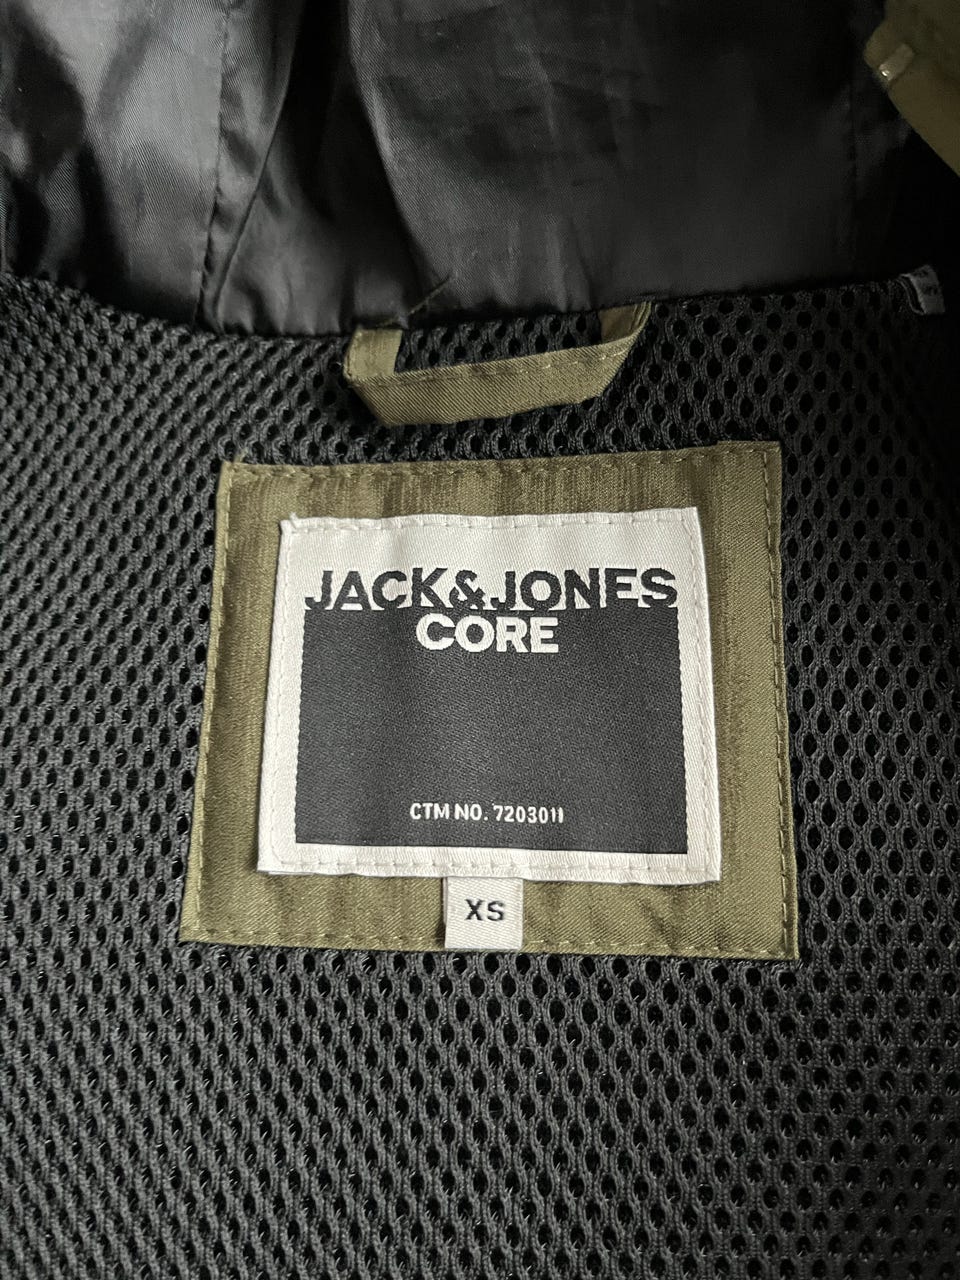 JACK&JONES
CORE
CTM NO. 7203011
XS